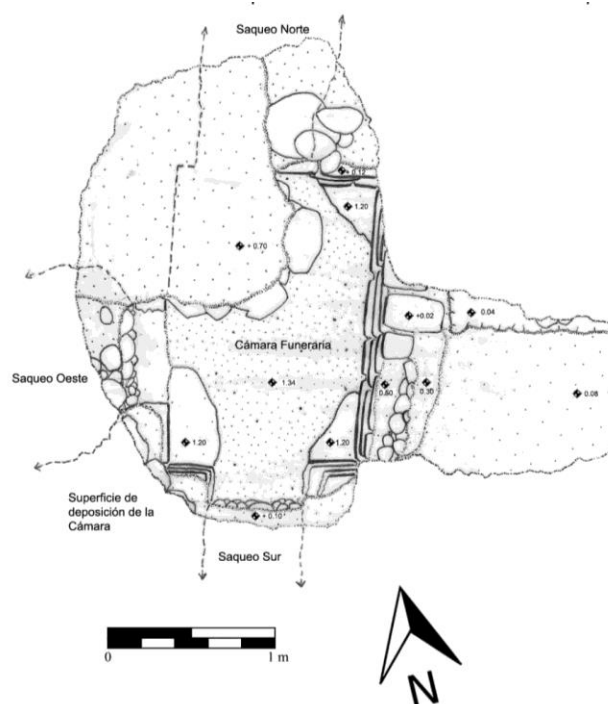 Saqueo Norte
0.12
1.20
+ 0.70
+0.02
0.04
Cámara Funeraria
Saqueo Oeste
1.34
0.60
0.30
0.08
1.20
1.20
Superficie de
deposición de la
Cámara
+ 0.10
Saqueo Sur
0
1 m
N